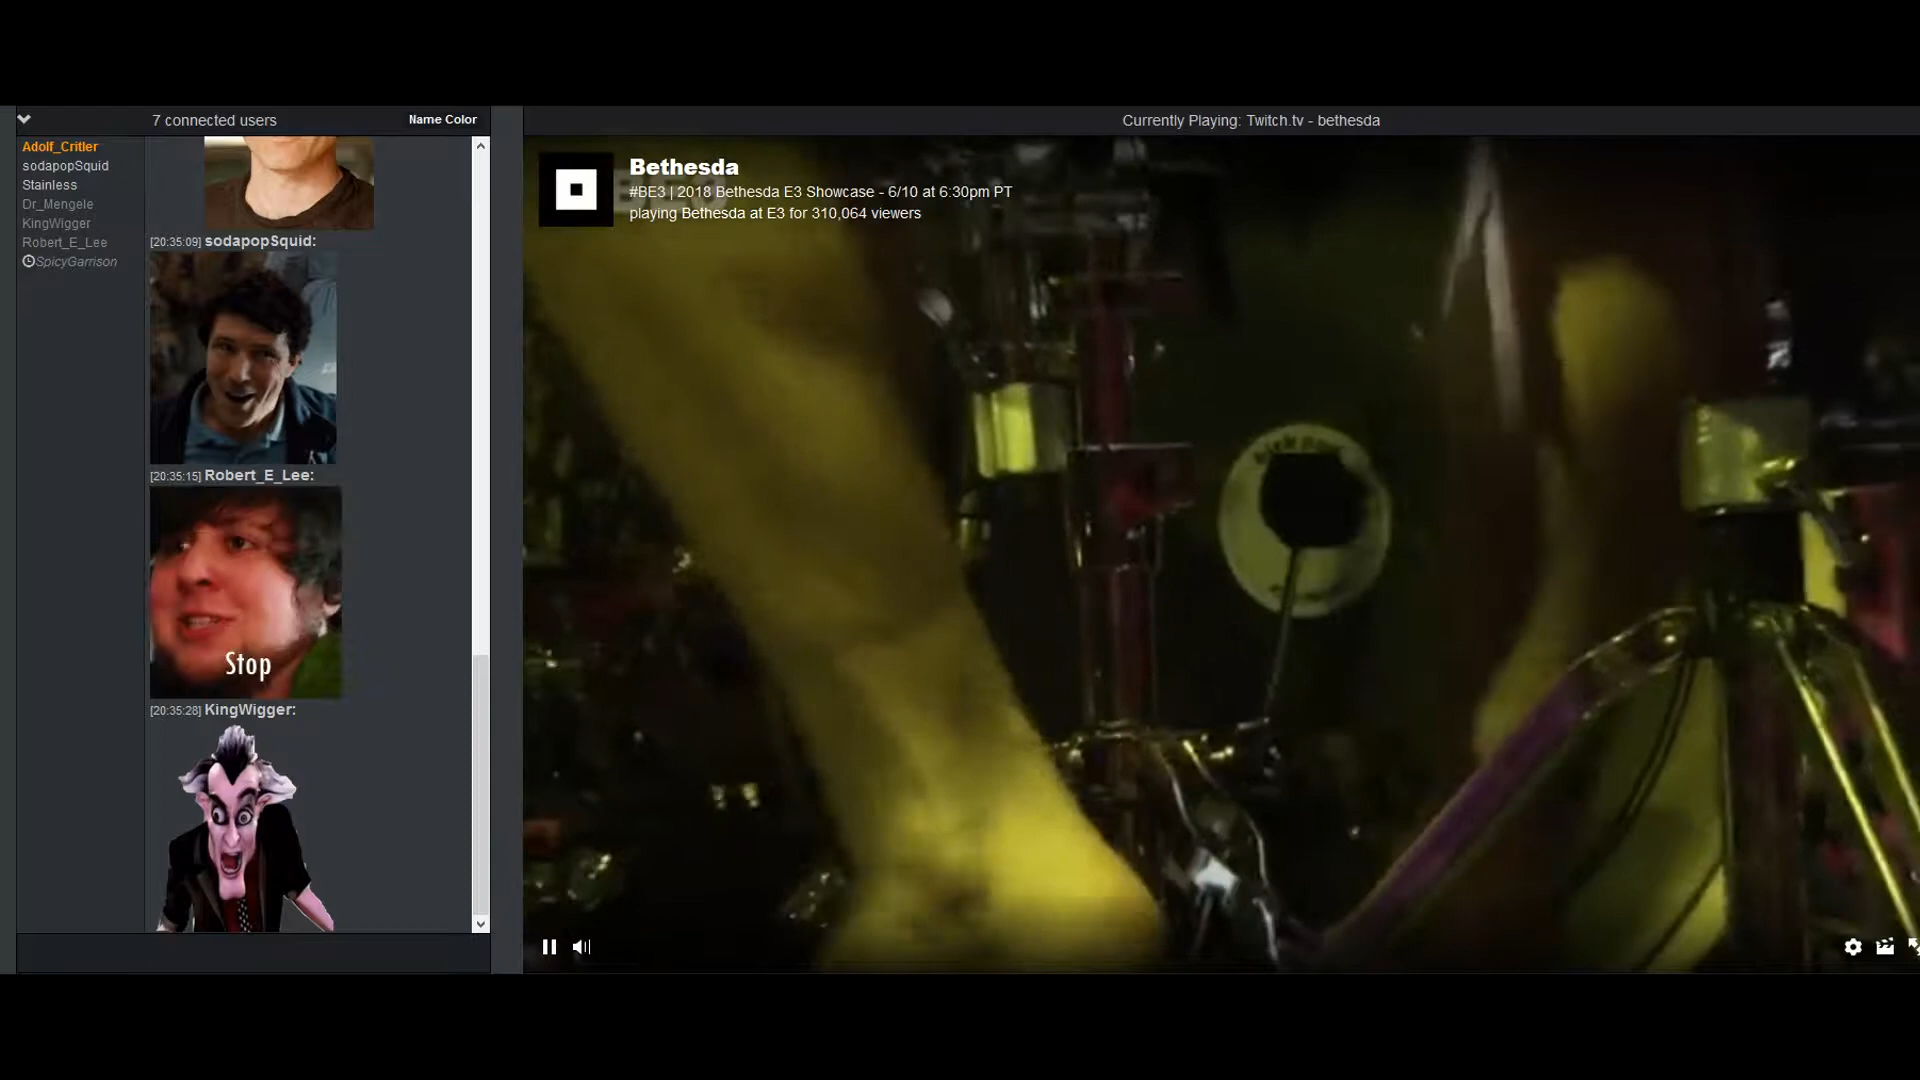 7 connected users
Name Color
Adolf_Critler
sodapopSquid
Stainless
Dr_Mengele
KingWigger
Robert_E_Lee
SpicyGarrison
[20:35:09] sodapopSquid:
[20:35:15] Robert_E_Lee:
Stop
[20:35:28] KingWigger:
Currently Playing: Twitch.tv - bethesda
Bethesda
#BE3 | 2018 Bethesda E3 Showcase - 6/10 at 6:30pm PT
playing Bethesda at E3 for 310,064 viewers